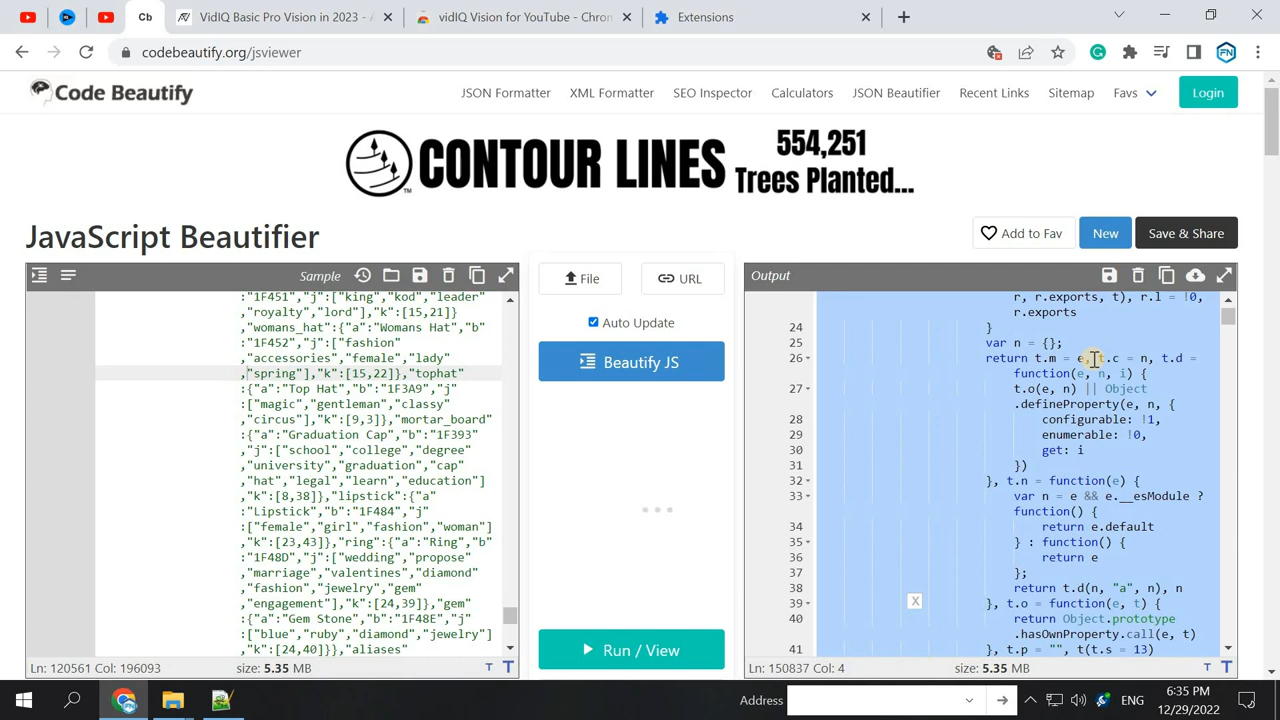 Cb
VidIQ Basic Pro Vision in 2023 - A
vidIQ Vision for YouTube - Chron
Extensions
codebeautify.org/jsviewer
Code Beautify
JSON Formatter
XML Formatter
SEO Inspector
Calculators
JSON Beautifier
Recent Links
Sitemap
Favs
Login
CONTOUR LINES
TM
554,251
Trees Planted...
JavaScript Beautifier
Add to Fav
New
Save & Share
Sample
:"1F451","j":["king","kod","leader"
,"royalty","lord"],"k":[15,21]}
,"womans_hat":{"a":"Womans Hat","b"
:"1F452","j":["fashion"
,"accessories","female","lady"
,"spring"],"k":[15,22]},"tophat"
:{"a":"Top Hat","b":"1F3A9","j"
:["magic","gentleman","classy"
,"circus"],"k":[9,3]},"mortar_board"
:{"a":"Graduation Cap","b":"1F393"
,"j":["school","college","degree"
,"university","graduation","cap"
,"hat","legal","learn","education"]
,"k":[8,38]},"lipstick":{"a"
:"Lipstick","b":"1F484","j"
:["female","girl","fashion","woman"]
,"k":[23,43]},"ring":{"a":"Ring","b"
:"1F48D","j":["wedding","propose"
,"marriage","valentines","diamond"
,"fashion","jewelry","gem"
,"engagement"],"k":[24,39]},"gem"
:{"a":"Gem Stone","b":"1F48E","j"
:["blue","ruby","diamond","jewelry"]
,"k":[24,40]},"aliases"
Ln: 120561 Col: 196093
size: 5.35 MB
T T
File
URL
Auto Update
Beautify JS
Run / View
Output
r, r.exports, t), r.l = !0,
r.exports
24 }
25 var n = {};
26 return t.m = e, t.c = n, t.d =
function(e, n, i) {
27 t.o(e, n) || Object
.defineProperty(e, n, {
28 configurable: !1,
29 enumerable: !0,
30 get: i
31 })
32 }, t.n = function(e) {
33 var n = e && e.__esModule ?
function() {
34 return e.default
35 } : function() {
36 return e
37 };
38 return t.d(n, "a", n), n
39 }, t.o = function(e, t) {
40 return Object.prototype
.hasOwnProperty.call(e, t)
41 }, t.p = "", t(t.s = 13)
X
Ln: 150837 Col: 4
size: 5.35 MB
T T
Address
ENG
6:35 PM
12/29/2022